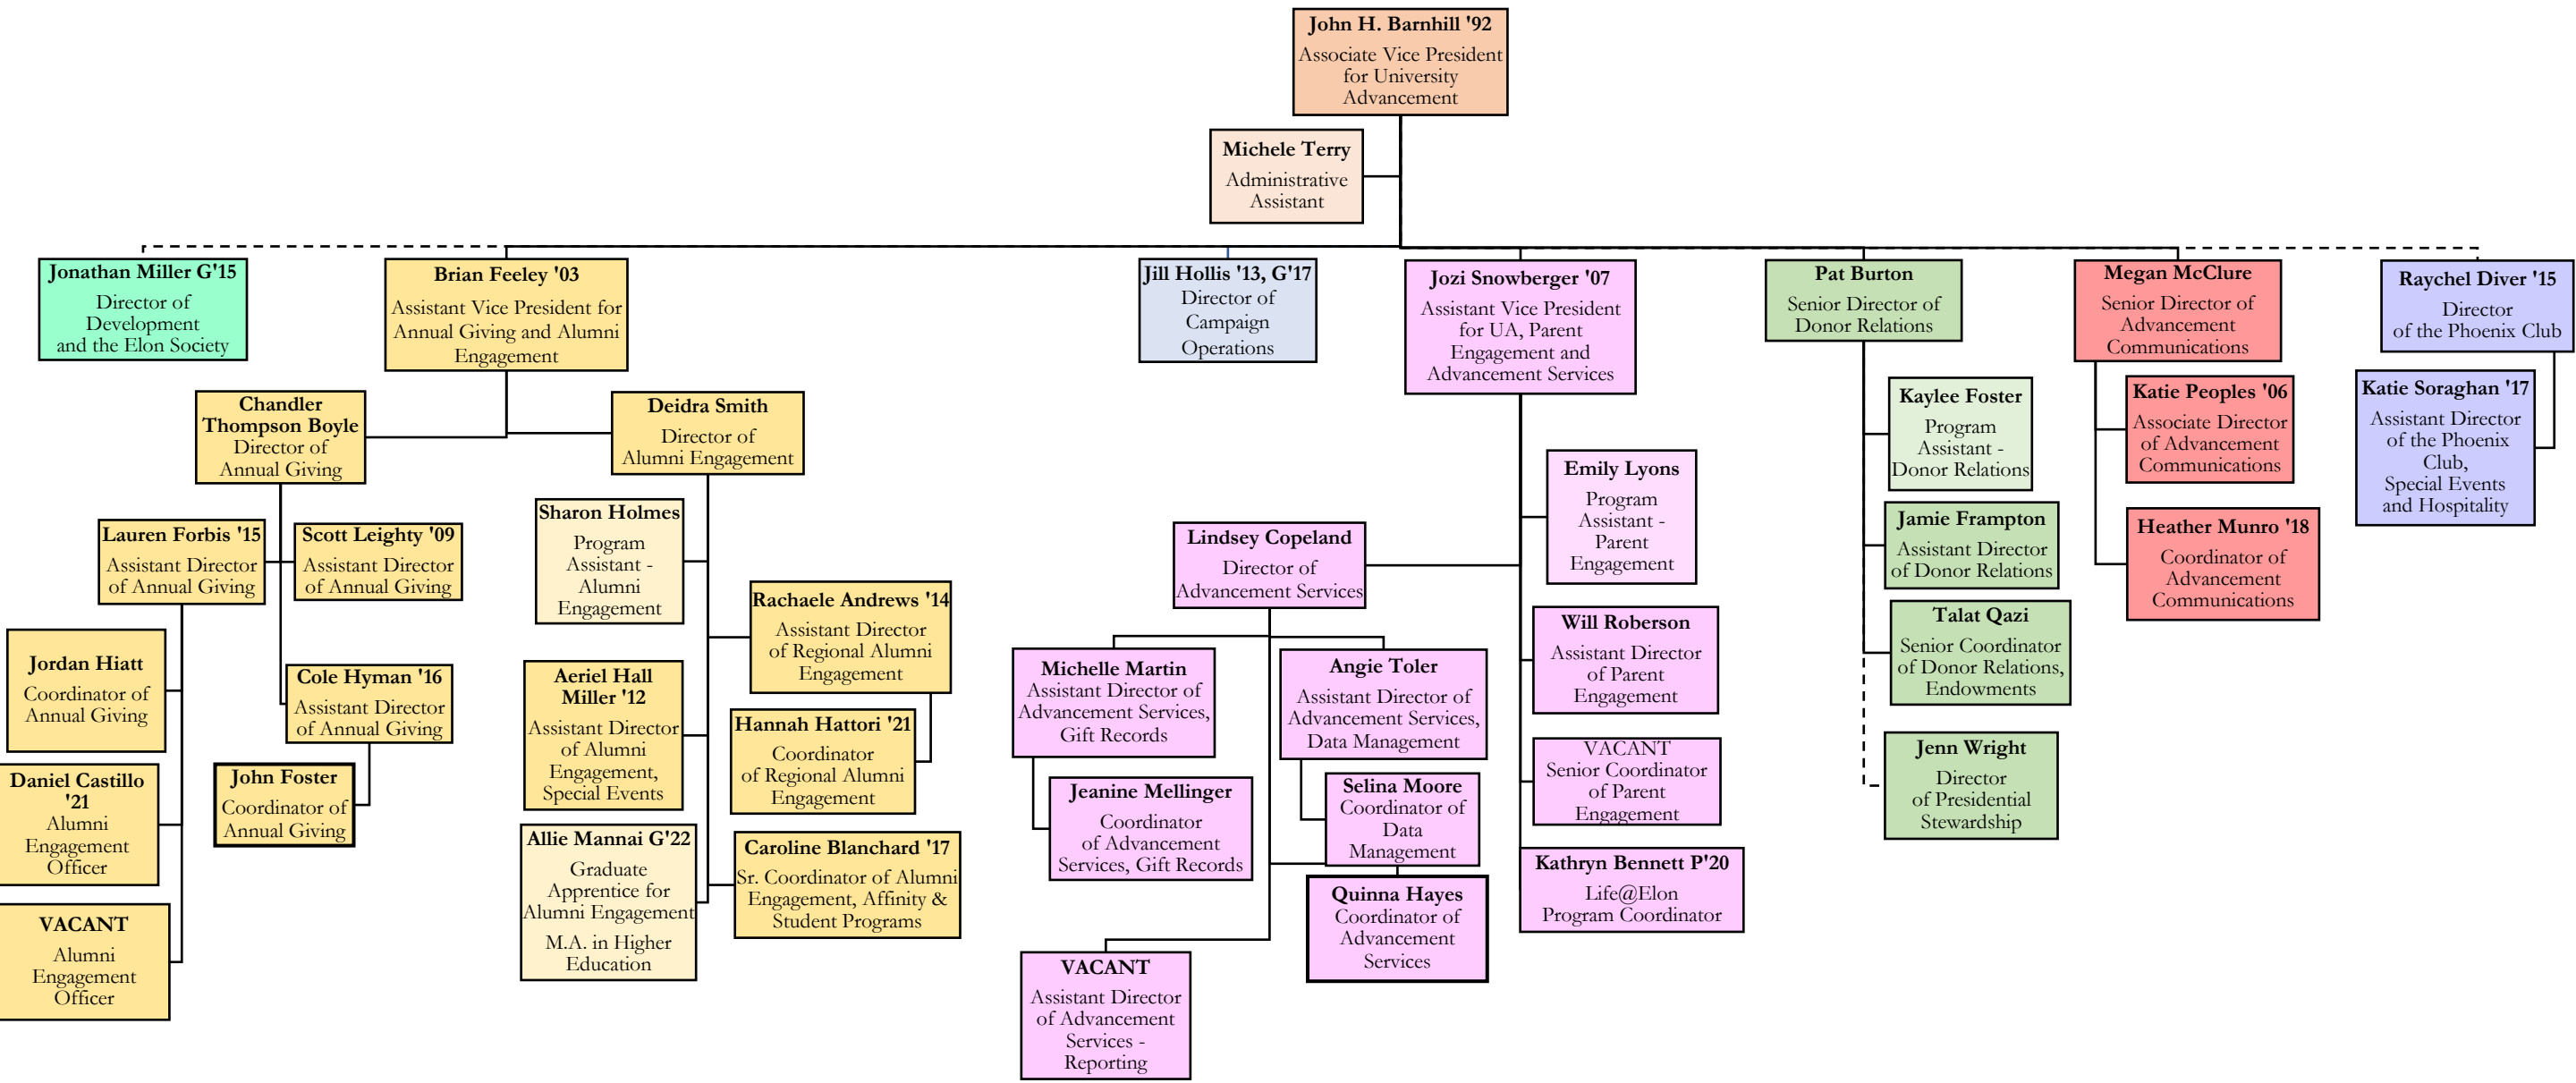 John H. Barnhill '92
Associate Vice President
for University
Advancement
Michele Terry
Administrative
Assistant
Jonathan Miller G'15
Director of
Development
and the Elon Society
Brian Feeley '03
Assistant Vice President for
Annual Giving and Alumni
Engagement
Jill Hollis '13, G'17
Director of
Campaign
Operations
Jozi Snowberger '07
Assistant Vice President
for UA, Parent
Engagement and
Advancement Services
Pat Burton
Senior Director of
Donor Relations
Megan McClure
Senior Director of
Advancement
Communications
Raychel Diver '15
Director
of the Phoenix Club
Chandler
Thompson Boyle
Director of
Annual Giving
Deidra Smith
Director of
Alumni Engagement
Lauren Forbis '15
Assistant Director
of Annual Giving
Scott Leighty '09
Assistant Director
of Annual Giving
Jordan Hiatt
Coordinator of
Annual Giving
Cole Hyman '16
Assistant Director
of Annual Giving
Daniel Castillo
'21
Alumni
Engagement
Officer
John Foster
Coordinator of
Annual Giving
VACANT
Alumni
Engagement
Officer
Sharon Holmes
Program
Assistant -
Alumni
Engagement
Rachaele Andrews '14
Assistant Director
of Regional Alumni
Engagement
Aeriel Hall
Miller '12
Assistant Director
of Alumni
Engagement,
Special Events
Hannah Hattori '21
Coordinator
of Regional Alumni
Engagement
Allie Mannai G'22
Graduate
Apprentice for
Alumni Engagement
M.A. in Higher
Education
Caroline Blanchard '17
Sr. Coordinator of Alumni
Engagement, Affinity &
Student Programs
Lindsey Copeland
Director of
Advancement Services
Michelle Martin
Assistant Director of
Advancement Services,
Gift Records
Angie Toler
Assistant Director of
Advancement Services,
Data Management
Jeanine Mellinger
Coordinator
of Advancement
Services, Gift Records
Selina Moore
Coordinator of
Data
Management
Quinna Hayes
Coordinator of
Advancement
Services
VACANT
Assistant Director
of Advancement
Services -
Reporting
Emily Lyons
Program
Assistant -
Parent
Engagement
Will Roberson
Assistant Director
of Parent
Engagement
VACANT
Senior Coordinator
of Parent
Engagement
Kathryn Bennett P'20
Life@Elon
Program Coordinator
Kaylee Foster
Program
Assistant -
Donor Relations
Jamie Frampton
Assistant Director
of Donor Relations
Talat Qazi
Senior Coordinator
of Donor Relations,
Endowments
Jenn Wright
Director
of Presidential
Stewardship
Katie Peoples '06
Associate Director
of Advancement
Communications
Heather Munro '18
Coordinator of
Advancement
Communications
Katie Soraghan '17
Assistant Director
of the Phoenix
Club,
Special Events
and Hospitality